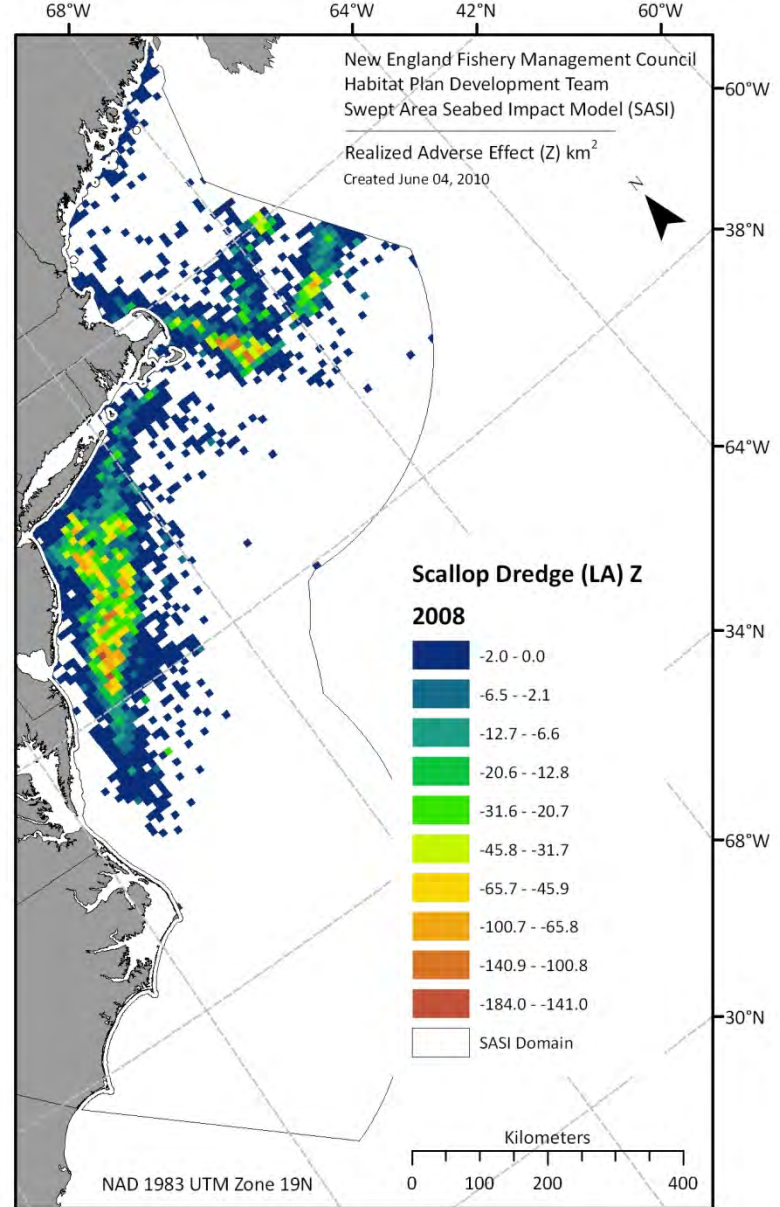 68°W 64°W 42°N 60°W
New England Fishery Management Council
Habitat Plan Development Team
Swept Area Seabed Impact Model (SASI)
Realized Adverse Effect (Z) km²
Created June 04, 2010
N
60°W
38°N
64°W
34°N
68°W
30°N
Scallop Dredge (LA) Z
2008
-2.0 - 0.0
-6.5 - -2.1
-12.7 - -6.6
-20.6 - -12.8
-31.6 - -20.7
-45.8 - -31.7
-65.7 - -45.9
-100.7 - -65.8
-140.9 - -100.8
-184.0 - -141.0
SASI Domain
Kilometers
0 100 200 400
NAD 1983 UTM Zone 19N